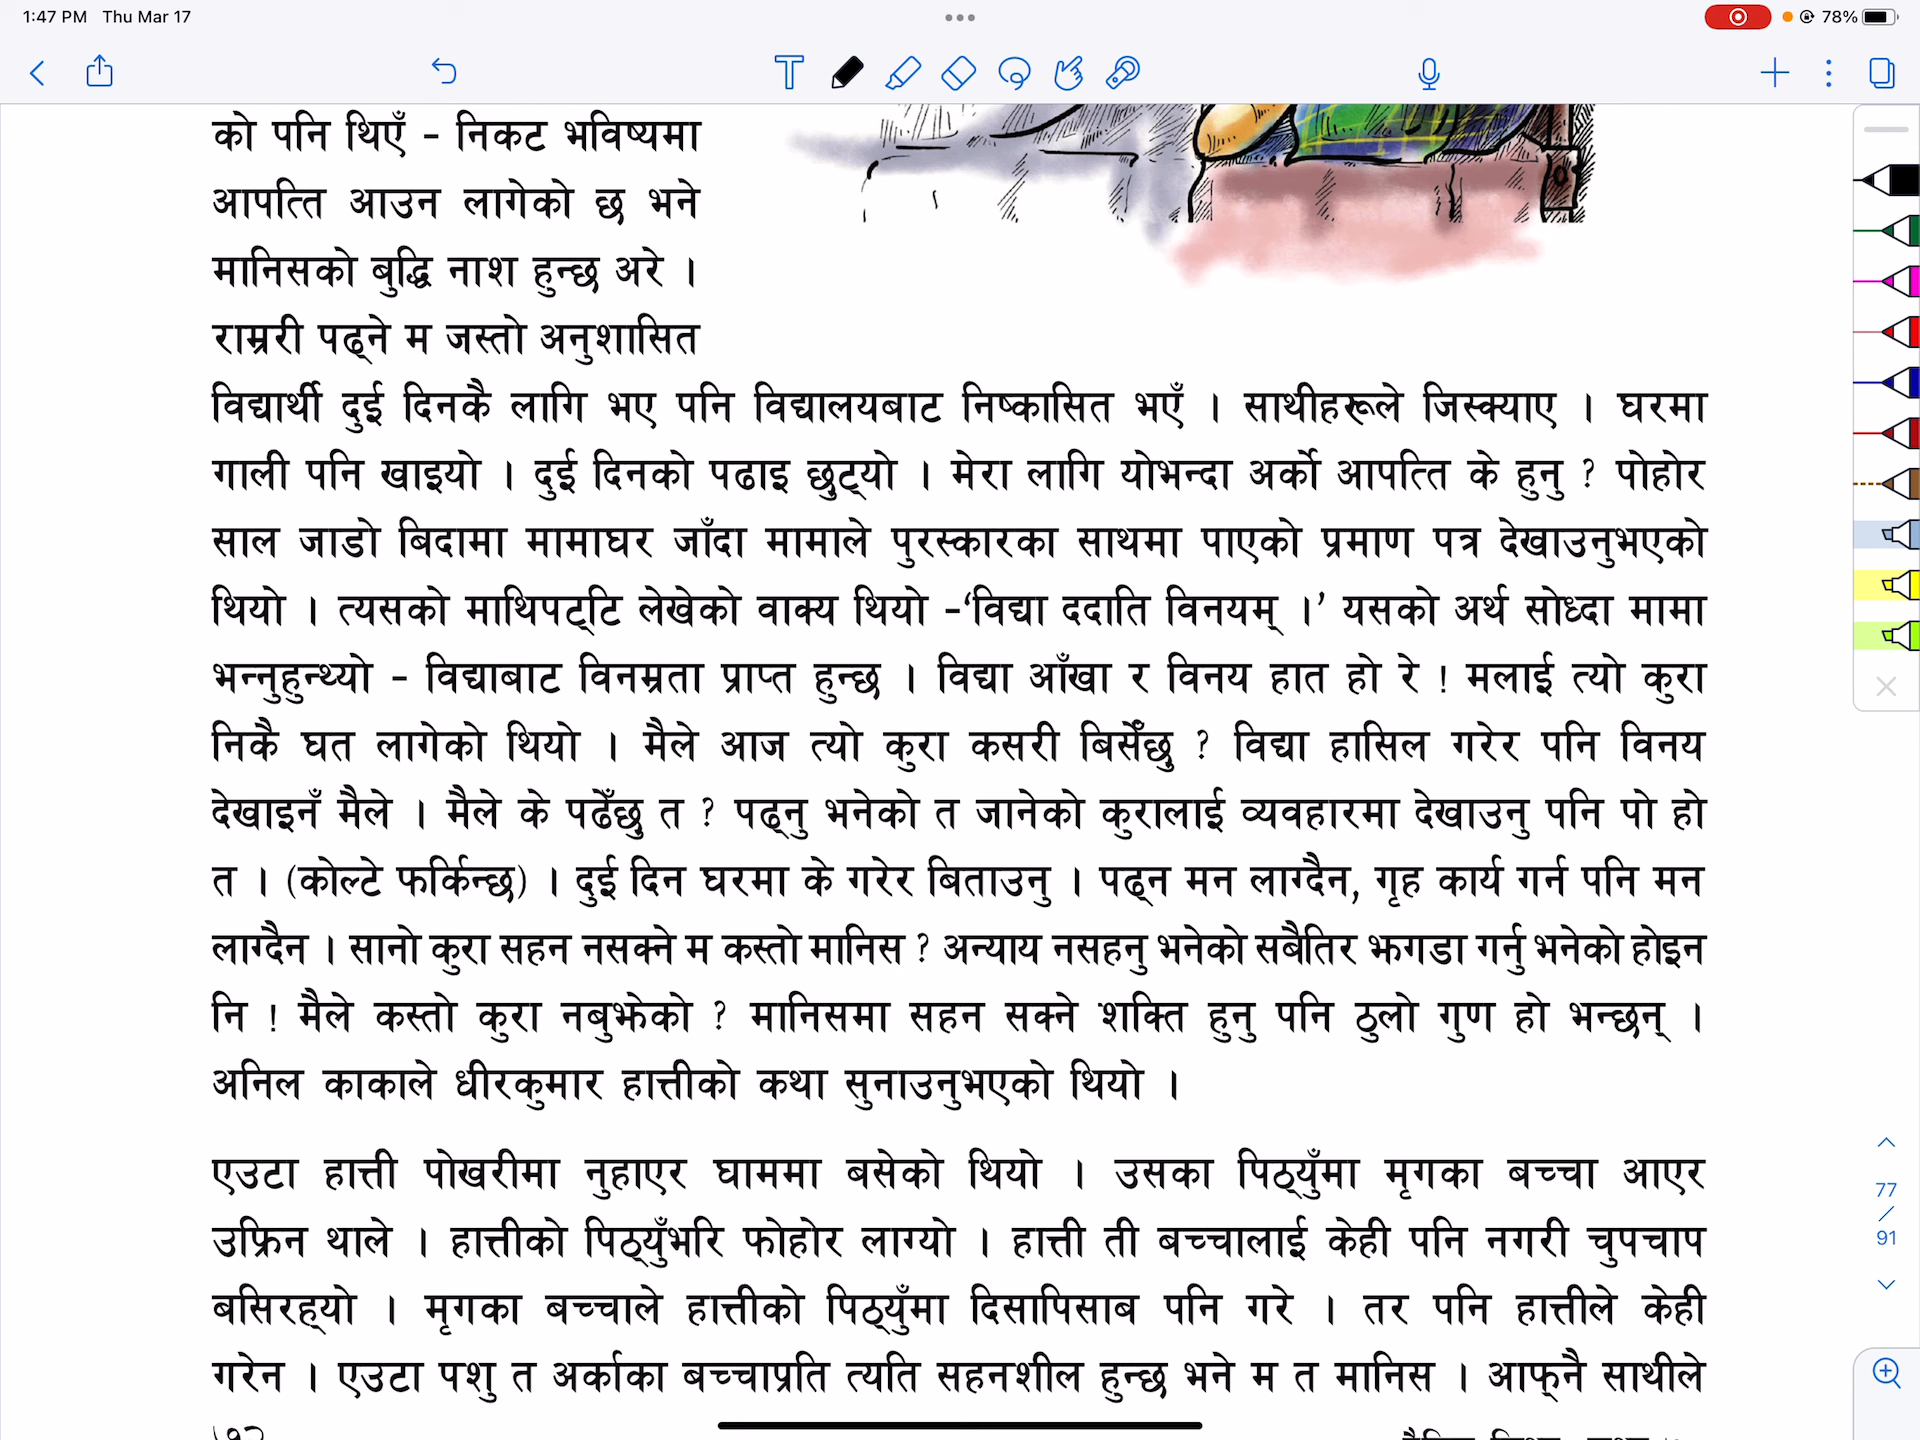 1:47 PM Thu Mar 17
78%
को पनि थिएँ - निकट भविष्यमा
आपत्ति आउन लागेको छ भने
मानिसको बुद्धि नाश हुन्छ अरे ।
राम्ररी पढ्ने म जस्तो अनुशासित
विद्यार्थी दुई दिनकै लागि भए पनि विद्यालयबाट निष्कासित भएँ । साथीहरूले जिस्क्याए । घरमा
गाली पनि खाइयो । दुई दिनको पढाइ छुट्यो । मेरा लागि योभन्दा अर्को आपत्ति के हुनु ? पोहोर
साल जाडो बिदामा मामाघर जाँदा मामाले पुरस्कारका साथमा पाएको प्रमाण पत्र देखाउनुभएको
थियो । त्यसको माथिपट्टि लेखेको वाक्य थियो -‘विद्या ददाति विनयम् ।’ यसको अर्थ सोध्दा मामा
भन्नुहुन्थ्यो - विद्याबाट विनम्रता प्राप्त हुन्छ । विद्या आँखा र विनय हात हो रे ! मलाई त्यो कुरा
निकै घत लागेको थियो । मैले आज त्यो कुरा कसरी बिर्सेँछु ? विद्या हासिल गरेर पनि विनय
देखाइनँ मैले । मैले के पढेँछु त ? पढ्नु भनेको त जानेको कुरालाई व्यवहारमा देखाउनु पनि पो हो
त । (कोल्टे फर्किन्छ) । दुई दिन घरमा के गरेर बिताउनु । पढ्न मन लाग्दैन, गृह कार्य गर्न पनि मन
लाग्दैन । सानो कुरा सहन नसक्ने म कस्तो मानिस ? अन्याय नसहनु भनेको सबैतिर झगडा गर्नु भनेको होइन
नि ! मैले कस्तो कुरा नबुझेको ? मानिसमा सहन सक्ने शक्ति हुनु पनि ठुलो गुण हो भन्छन् ।
अनिल काकाले धीरकुमार हात्तीको कथा सुनाउनुभएको थियो ।
एउटा हात्ती पोखरीमा नुहाएर घाममा बसेको थियो । उसका पिठ्युँमा मृगका बच्चा आएर
उफ्रिन थाले । हात्तीको पिठ्युँभरि फोहोर लाग्यो । हात्ती ती बच्चालाई केही पनि नगरी चुपचाप
बसिरह्यो । मृगका बच्चाले हात्तीको पिठ्युँमा दिसापिसाब पनि गरे । तर पनि हात्तीले केही
गरेन । एउटा पशु त अर्काका बच्चाप्रति त्यति सहनशील हुन्छ भने म त मानिस । आफ्नै साथीले
77
/
91